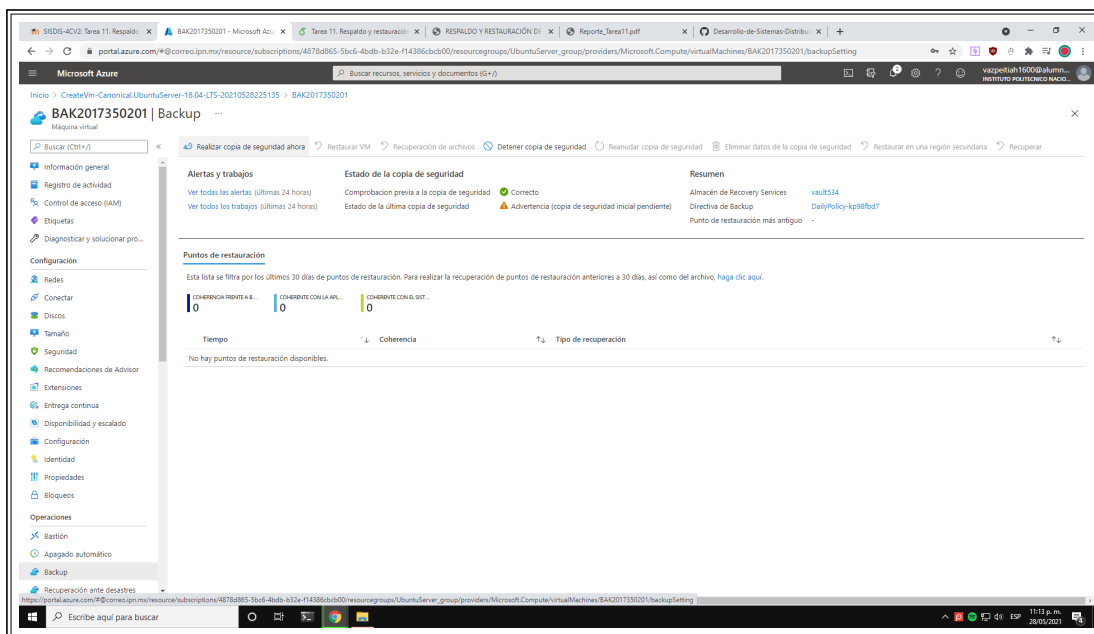 SISDIS-4CV2: Tarea 11. Respald
BAK2017350201 - Microsoft Azu
Tarea 11. Respaldo y restauración
RESPALDO Y RESTAURACIÓN DE
Reporte_Tarea11.pdf
Desarrollo-de-Sistemas-Distribu
portal.azure.com/#@correo.ipn.mx/resource/subscriptions/4878d865-5bc6-4bdb-b32e-f14386cbcb00/resourcegroups/UbuntuServer_group/providers/Microsoft.Compute/virtualMachines/BAK2017350201/backupSetting
Microsoft Azure
Buscar recursos, servicios y documentos (G+/)
vazpeitiah1600@alumn...
INSTITUTO POLITECNICO NACIO...
Inicio > CreateVm-Canonical.UbuntuServer-18.04-LTS-20210528225135 > BAK2017350201
BAK2017350201 | Backup ...
Máquina virtual
Buscar (Ctrl+/)
Información general
Registro de actividad
Control de acceso (IAM)
Etiquetas
Diagnosticar y solucionar pro...
Configuración
Redes
Conectar
Discos
Tamaño
Seguridad
Recomendaciones de Advisor
Extensiones
Entrega continua
Disponibilidad y escalado
Configuración
Identidad
Propiedades
Bloqueos
Operaciones
Bastión
Apagado automático
Backup
Recuperación ante desastres
Realizar copia de seguridad ahora Restaurar VM Recuperación de archivos Detener copia de seguridad Reanudar copia de seguridad Eliminar datos de la copia de seguridad Restaurar en una región secundaria Recuperar
Alertas y trabajos
Ver todas las alertas (últimas 24 horas)
Ver todos los trabajos (últimas 24 horas)
Estado de la copia de seguridad
Comprobacion previa a la copia de seguridad Correcto
Estado de la última copia de seguridad Advertencia (copia de seguridad inicial pendiente)
Resumen
Almacén de Recovery Services vault534
Directiva de Backup DailyPolicy-kp98fbd7
Punto de restauración más antiguo -
Puntos de restauración
Esta lista se filtra por los últimos 30 días de puntos de restauración. Para realizar la recuperación de puntos de restauración anteriores a 30 días, así como del archivo, haga clic aquí.
COHERENCIA FRENTE A B...
0
COHERENTE CON LA APL...
0
COHERENTE CON EL SIST...
0
Tiempo Coherencia Tipo de recuperación
No hay puntos de restauración disponibles.
https://portal.azure.com/#@correo.ipn.mx/resource/subscriptions/4878d865-5bc6-4bdb-b32e-f14386cbcb00/resourcegroups/UbuntuServer_group/providers/Microsoft.Compute/virtualMachines/BAK2017350201/backupSetting
Escribe aquí para buscar
ESP
11:13 p. m.
28/05/2021